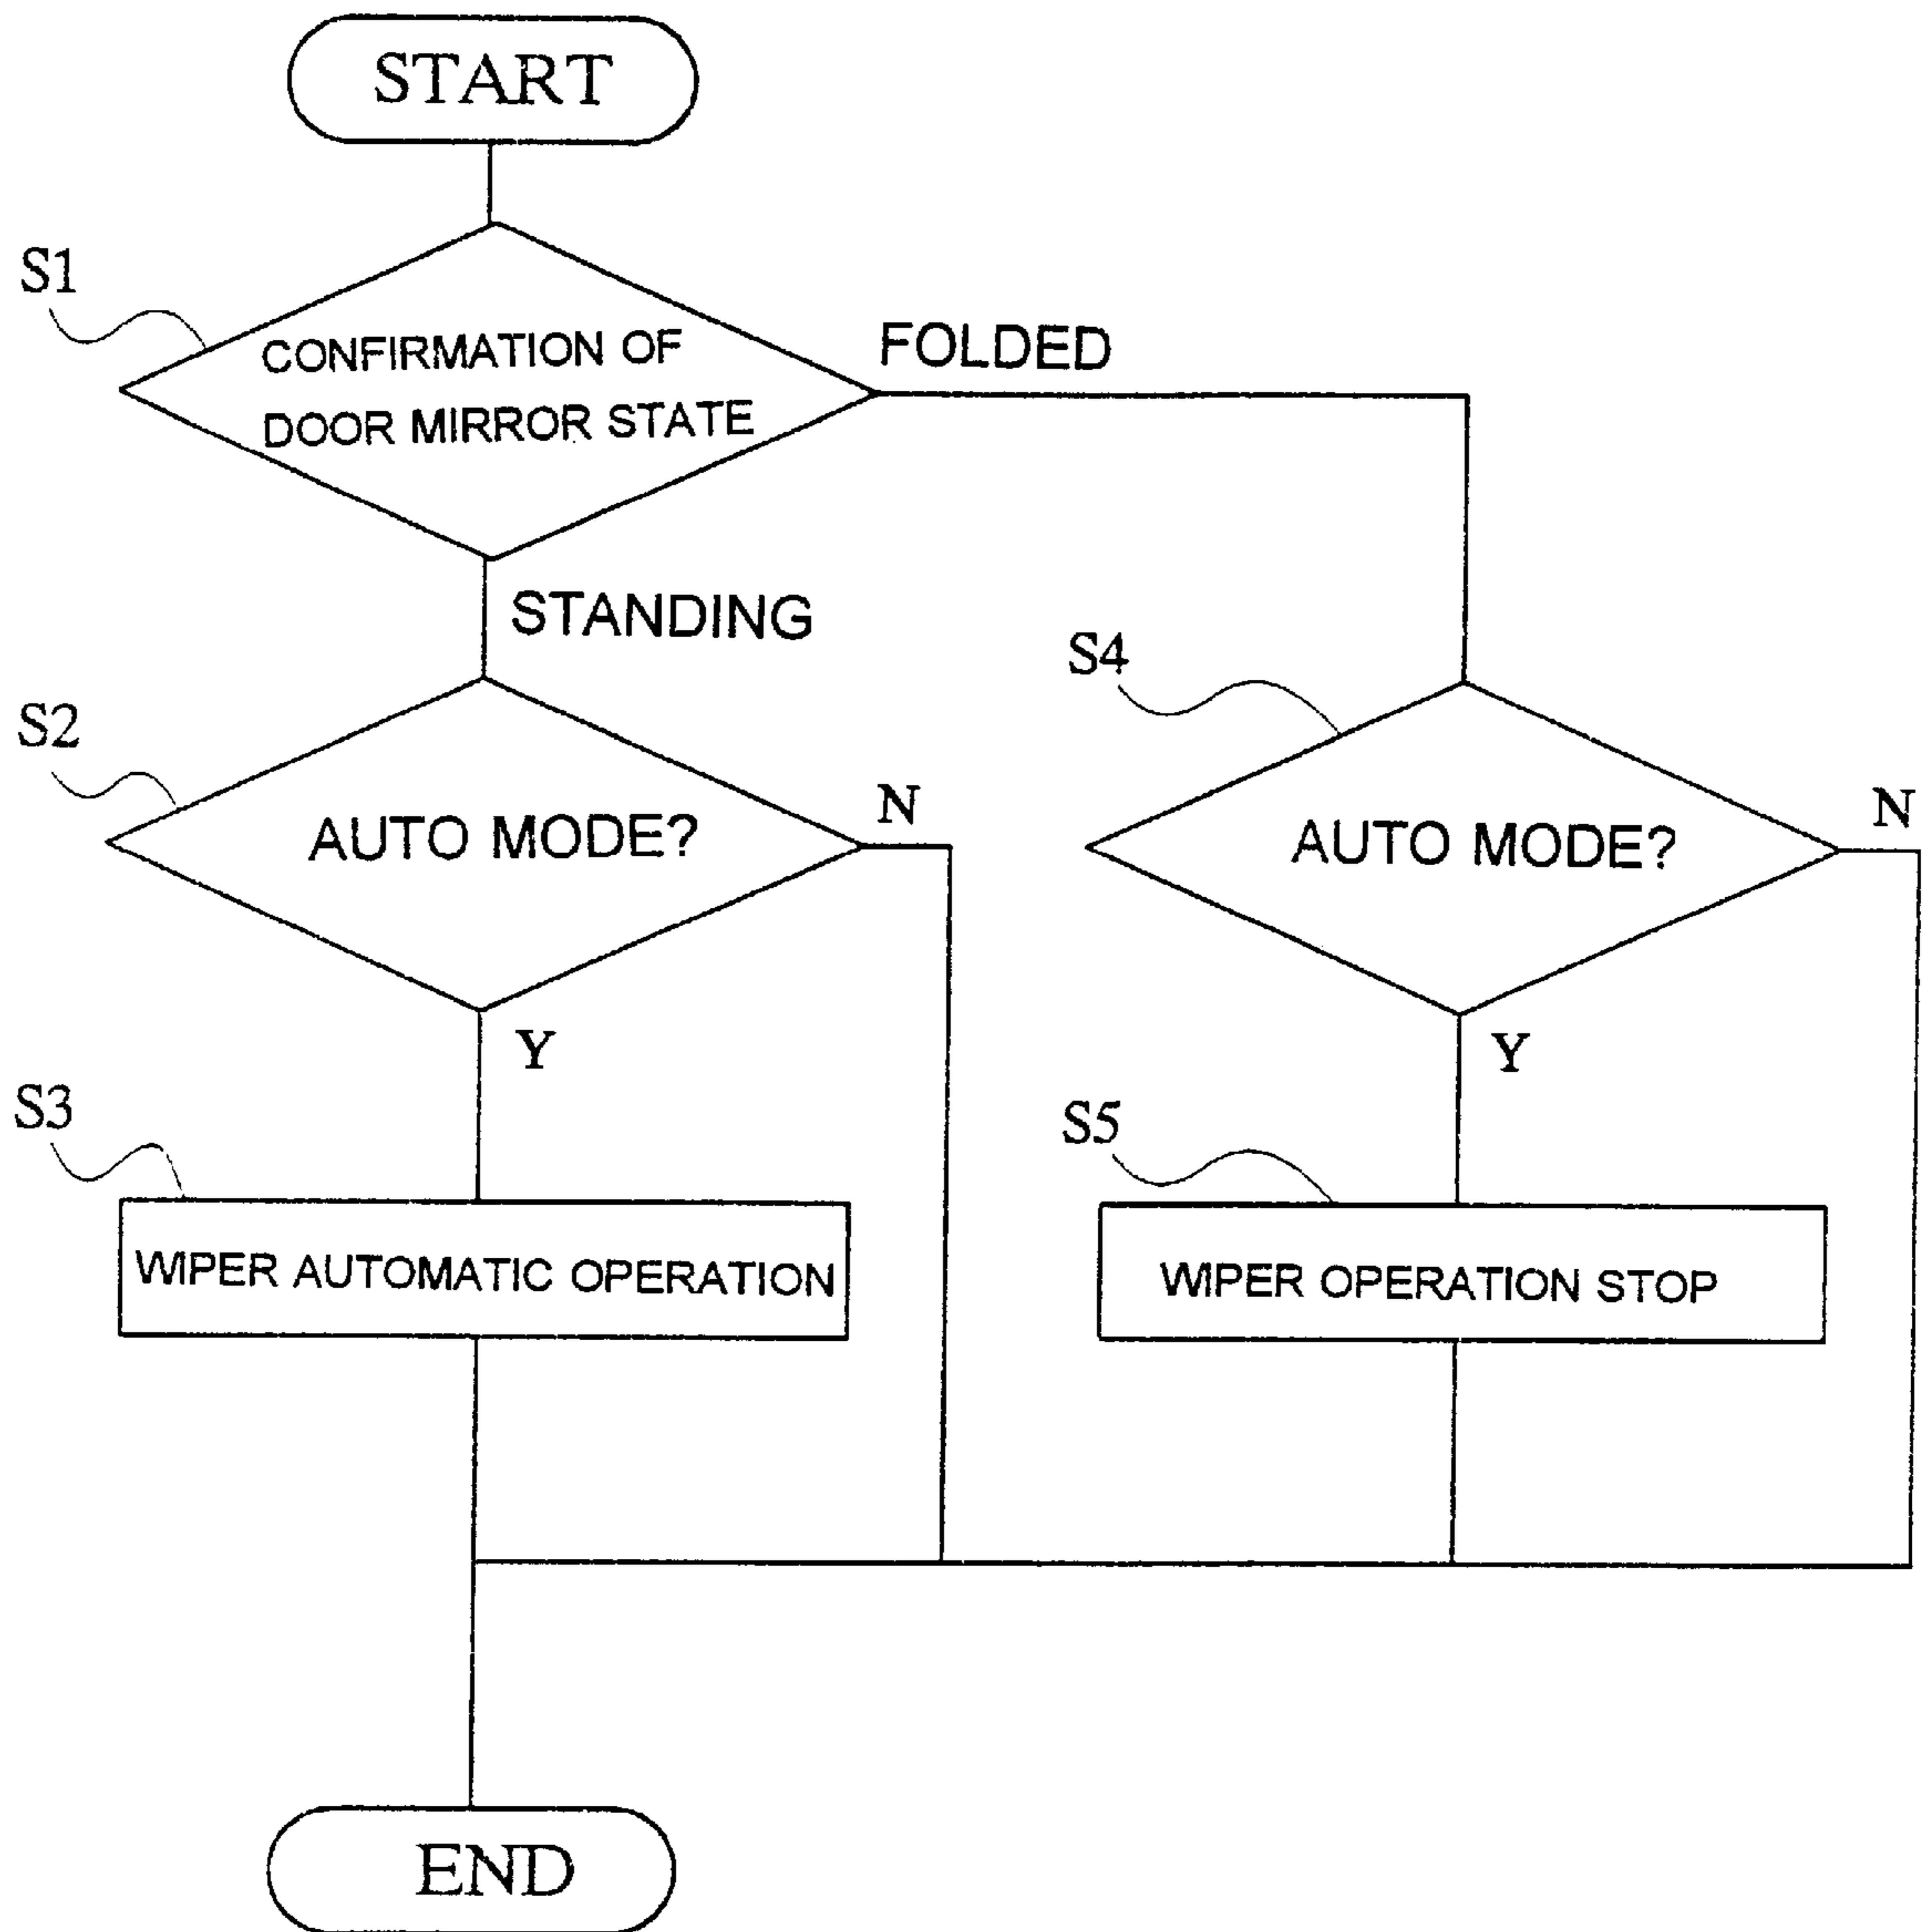 START
S1
CONFIRMATION OF
DOOR MIRROR STATE
FOLDED
STANDING
S2
AUTO MODE?
N
S4
AUTO MODE?
N
Y
Y
S3
WIPER AUTOMATIC OPERATION
S5
WIPER OPERATION STOP
END